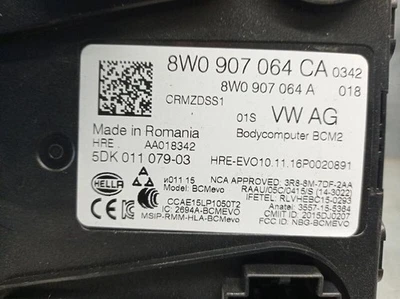 8W0 907 064 CA 0342
8W0 907 064 A 018
CRMZDSS1
01S VW AG
Made in Romania Bodycomputer BCM2
HRE AA018342
5DK 011 079-03 HRE-EVO10.11.16P0020891
HELLA
и011.15 NCA APPROVED: 3R8-8M-7DF-2AA
Model: BCMevo RAAU/05C/0415/S (14-3022)
IFETEL: RLVHEBC15-0293
CCAE15LP1050T2 Anatel: 3557-15-5364
IC: 2694A-BCMEVO CMIIT ID: 2015DJ0207
MSIP-RMM-HLA-BCMevo FCC ID: NBG-BCMEVO